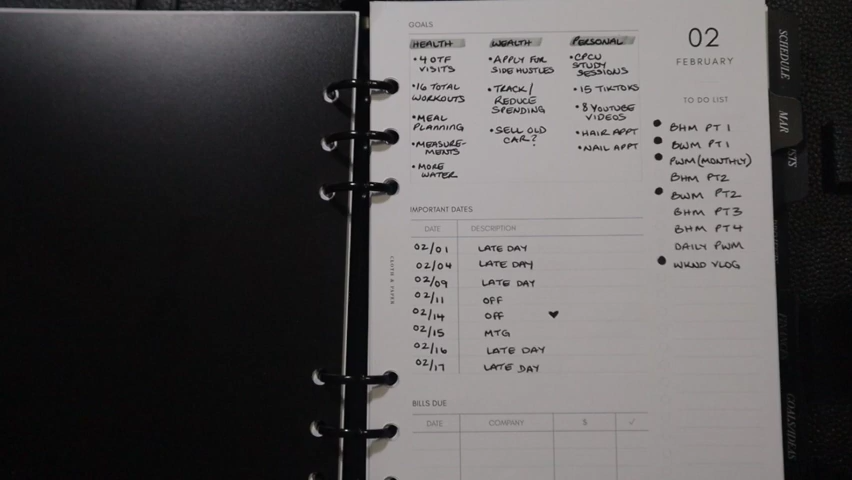 GOALS
HEALTH
• 4 OTF
VISITS
• 16 TOTAL
WORKOUTS
• MEAL
PLANNING
• MEASURE-
MENTS
• MORE
WATER
WEALTH
• APPLY FOR
SIDE HUSTLES
• TRACK/
REDUCE
SPENDING
• SELL OLD
CAR?
PERSONAL
• CPCU
STUDY
SESSIONS
• 15 TIKTOKS
• 8 YOUTUBE
VIDEOS
• HAIR APPT
• NAIL APPT
02
FEBRUARY
TO DO LIST
• BHM PT 1
• BWM PT 1
• PWM (MONTHLY)
BHM PT2
• BWM PT2
BHM PT3
BHM PT4
DAILY PWM
• WKND VLOG
IMPORTANT DATES
DATE DESCRIPTION
02/01 LATE DAY
02/04 LATE DAY
02/09 LATE DAY
02/11 OFF
02/14 OFF ♥
02/15 MTG
02/16 LATE DAY
02/17 LATE DAY
BILLS DUE
DATE COMPANY $ ✓
CLOTH & PAPER
SCHEDULE
MAR
GOALS/IDEAS